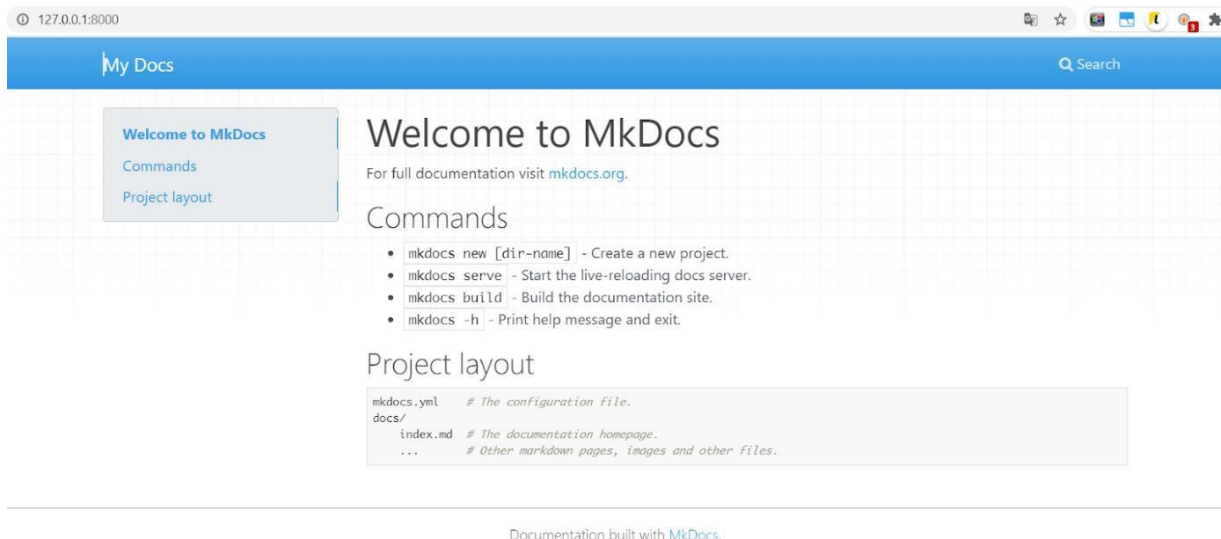 127.0.0.1:8000
3
My Docs
Search
Welcome to MkDocs
Commands
Project layout
Welcome to MkDocs
For full documentation visit mkdocs.org.
Commands
mkdocs new [dir-name] - Create a new project.
mkdocs serve - Start the live-reloading docs server.
mkdocs build - Build the documentation site.
mkdocs -h - Print help message and exit.
Project layout
mkdocs.yml # The configuration file.
docs/
index.md # The documentation homepage.
... # Other markdown pages, images and other files.
Documentation built with MkDocs.